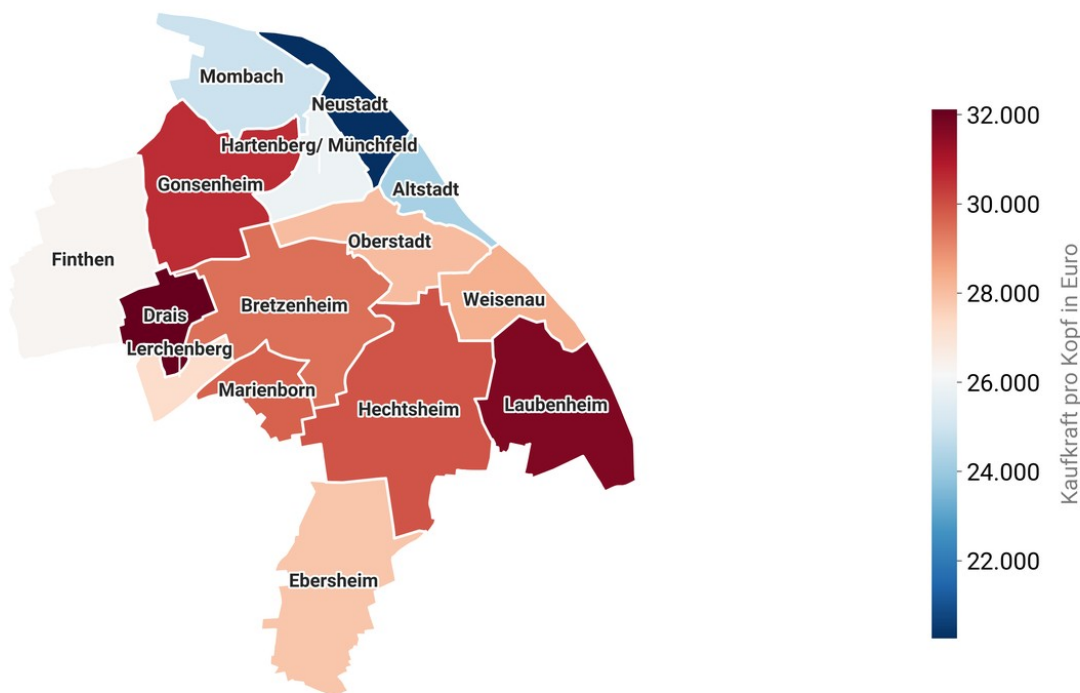 Mombach
Neustadt
Hartenberg/ Münchfeld
Gonsenheim
Altstadt
Oberstadt
Finthen
Weisenau
Bretzenheim
Drais
Lerchenberg
Marienborn
Hechtsheim
Laubenheim
Ebersheim
32.000
30.000
28.000
26.000
24.000
22.000
Kaufkraft pro Kopf in Euro